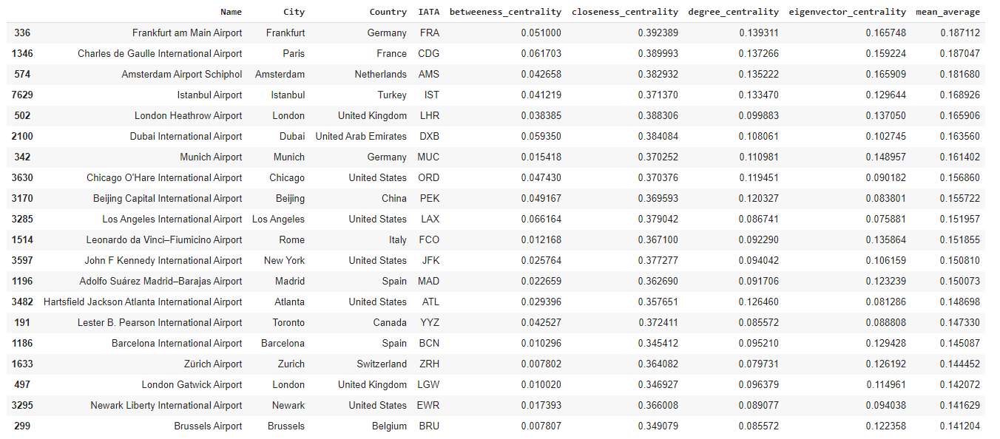 Name City Country IATA betweeness_centrality closeness_centrality degree_centrality eigenvector_centrality mean_average
336 Frankfurt am Main Airport Frankfurt Germany FRA 0.051000 0.392389 0.139311 0.165748 0.187112
1346 Charles de Gaulle International Airport Paris France CDG 0.061703 0.389993 0.137266 0.159224 0.187047
574 Amsterdam Airport Schiphol Amsterdam Netherlands AMS 0.042658 0.382932 0.135222 0.165909 0.181680
7629 Istanbul Airport Istanbul Turkey IST 0.041219 0.371370 0.133470 0.129644 0.168926
502 London Heathrow Airport London United Kingdom LHR 0.038385 0.388306 0.099883 0.137050 0.165906
2100 Dubai International Airport Dubai United Arab Emirates DXB 0.059350 0.384084 0.108061 0.102745 0.163560
342 Munich Airport Munich Germany MUC 0.015418 0.370252 0.110981 0.148957 0.161402
3630 Chicago O'Hare International Airport Chicago United States ORD 0.047430 0.370376 0.119451 0.090182 0.156860
3170 Beijing Capital International Airport Beijing China PEK 0.049167 0.369593 0.120327 0.083801 0.155722
3285 Los Angeles International Airport Los Angeles United States LAX 0.066164 0.379042 0.086741 0.075881 0.151957
1514 Leonardo da Vinci–Fiumicino Airport Rome Italy FCO 0.012168 0.367100 0.092290 0.135864 0.151855
3597 John F Kennedy International Airport New York United States JFK 0.025764 0.377277 0.094042 0.106159 0.150810
1196 Adolfo Suárez Madrid–Barajas Airport Madrid Spain MAD 0.022659 0.362690 0.091706 0.123239 0.150073
3482 Hartsfield Jackson Atlanta International Airport Atlanta United States ATL 0.029396 0.357651 0.126460 0.081286 0.148698
191 Lester B. Pearson International Airport Toronto Canada YYZ 0.042527 0.372411 0.085572 0.088808 0.147330
1186 Barcelona International Airport Barcelona Spain BCN 0.010296 0.345412 0.095210 0.129428 0.145087
1633 Zürich Airport Zurich Switzerland ZRH 0.007802 0.364082 0.079731 0.126192 0.144452
497 London Gatwick Airport London United Kingdom LGW 0.010020 0.346927 0.096379 0.114961 0.142072
3295 Newark Liberty International Airport Newark United States EWR 0.017393 0.366008 0.089077 0.094038 0.141629
299 Brussels Airport Brussels Belgium BRU 0.007807 0.349079 0.085572 0.122358 0.141204